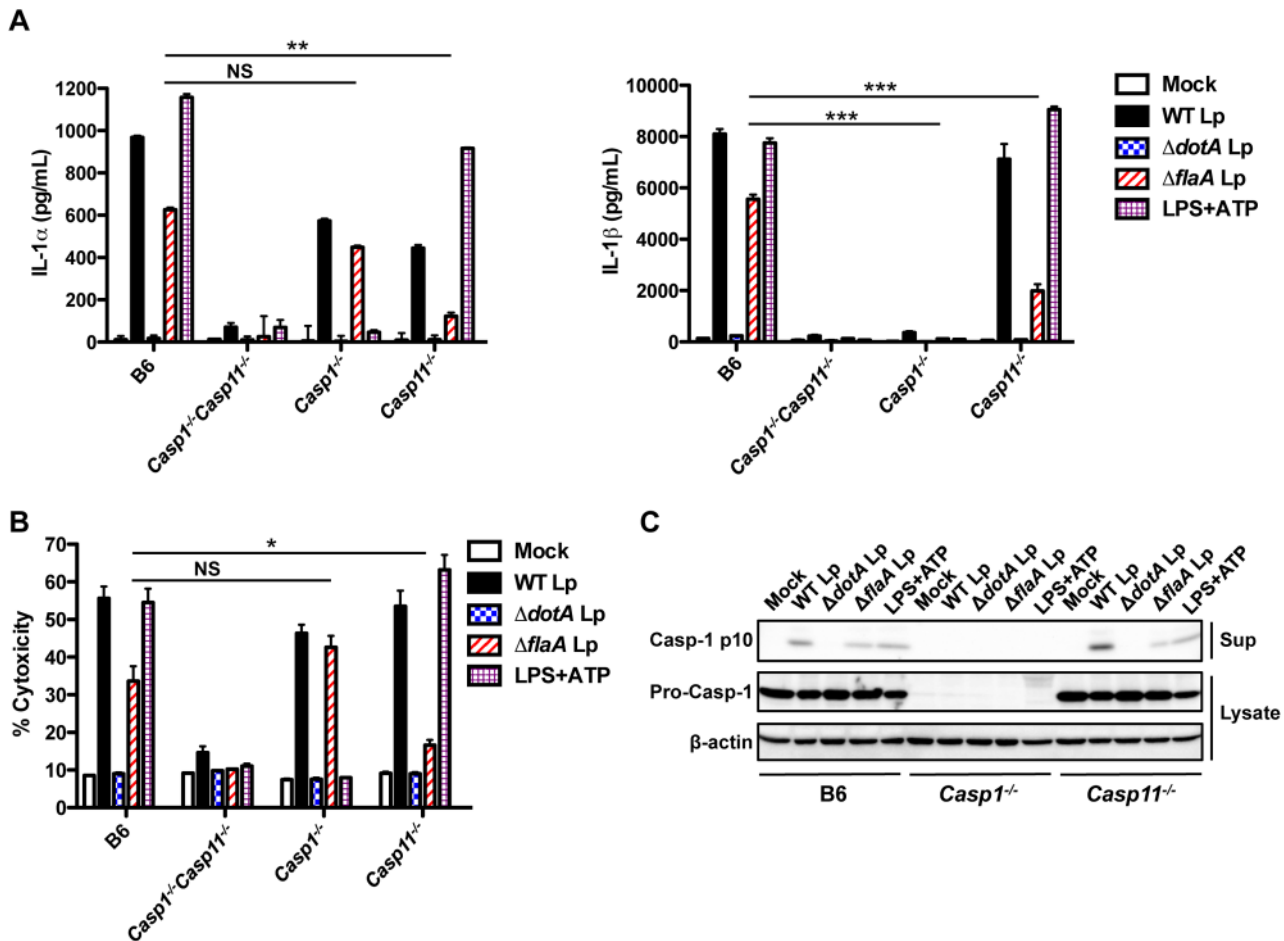 A
**
NS
IL-1α (pg/mL)
1200
1000
800
600
400
200
0
B6
Casp1-/-Casp11-/-
Casp1-/-
Casp11-/-
***
***
IL-1β (pg/mL)
10000
8000
6000
4000
2000
0
B6
Casp1-/-Casp11-/-
Casp1-/-
Casp11-/-
Mock
WT Lp
ΔdotA Lp
ΔflaA Lp
LPS+ATP
B
*
NS
% Cytoxicity
70
60
50
40
30
20
10
0
B6
Casp1-/-Casp11-/-
Casp1-/-
Casp11-/-
Mock
WT Lp
ΔdotA Lp
ΔflaA Lp
LPS+ATP
C
Mock
WT Lp
ΔdotA Lp
ΔflaA Lp
LPS+ATP
Mock
WT Lp
ΔdotA Lp
ΔflaA Lp
LPS+ATP
Mock
WT Lp
ΔdotA Lp
ΔflaA Lp
LPS+ATP
Casp-1 p10
Sup
Pro-Casp-1
β-actin
Lysate
B6
Casp1-/-
Casp11-/-